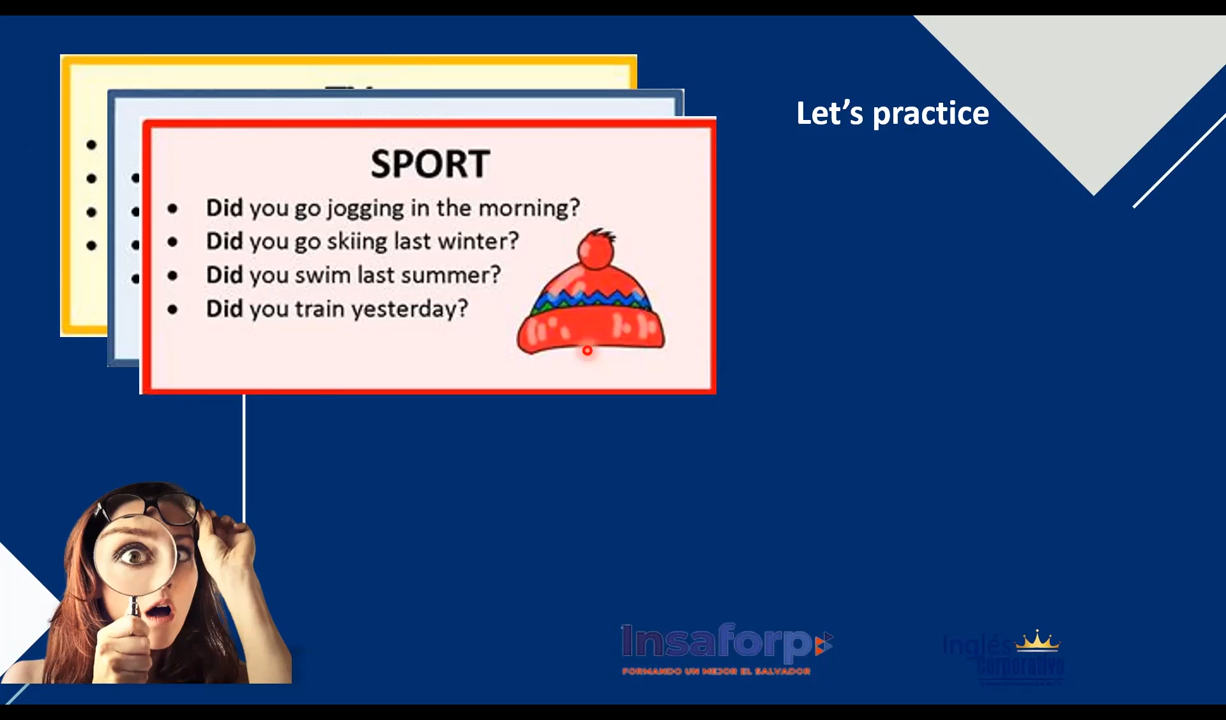 Let's practice
SPORT
• Did you go jogging in the morning?
• Did you go skiing last winter?
• Did you swim last summer?
• Did you train yesterday?
Insaforp
FORMANDO UN MEJOR EL SALVADOR
Inglés
Corporativo